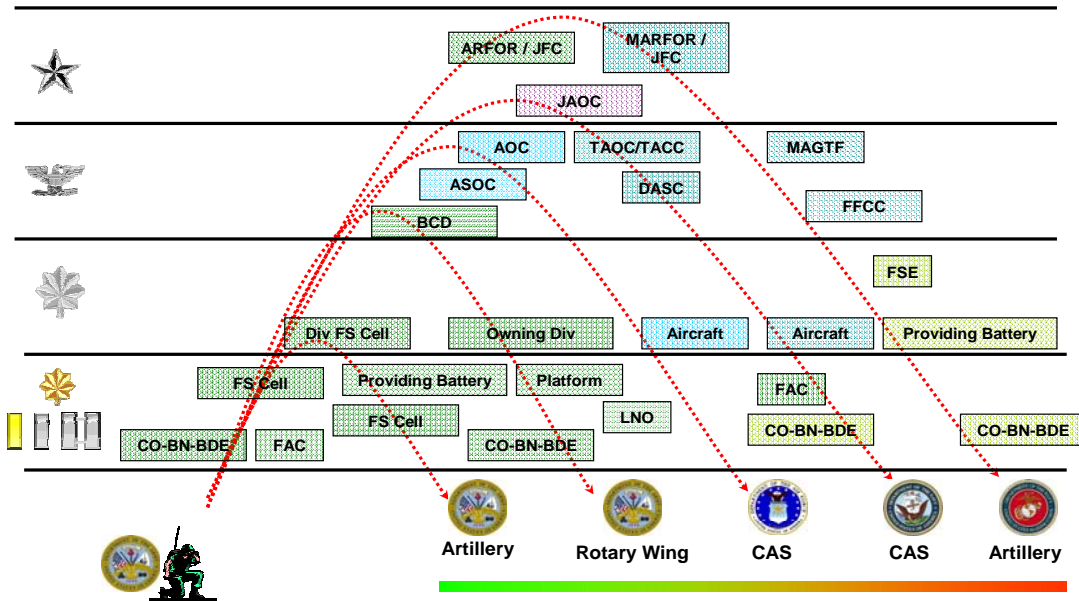 ARFOR / JFC
MARFOR /
JFC
JAOC
AOC
TAOC/TACC
MAGTF
ASOC
DASC
FFCC
BCD
FSE
Div FS Cell
Owning Div
Aircraft
Aircraft
Providing Battery
FS Cell
Providing Battery
Platform
FAC
FS Cell
LNO
CO-BN-BDE
FAC
CO-BN-BDE
CO-BN-BDE
CO-BN-BDE
Artillery
Rotary Wing
CAS
CAS
Artillery